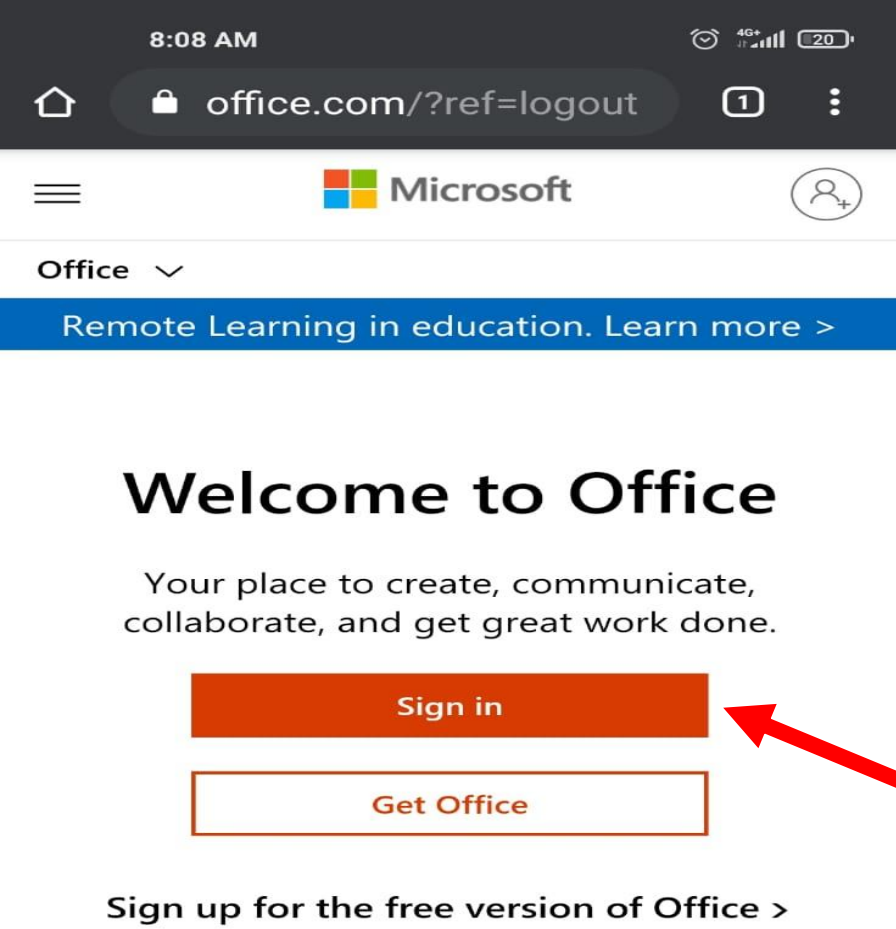 8:08 AM
4G+
20
office.com/?ref=logout
1
Microsoft
Office
Remote Learning in education. Learn more >
Welcome to Office
Your place to create, communicate,
collaborate, and get great work done.
Sign in
Get Office
Sign up for the free version of Office >